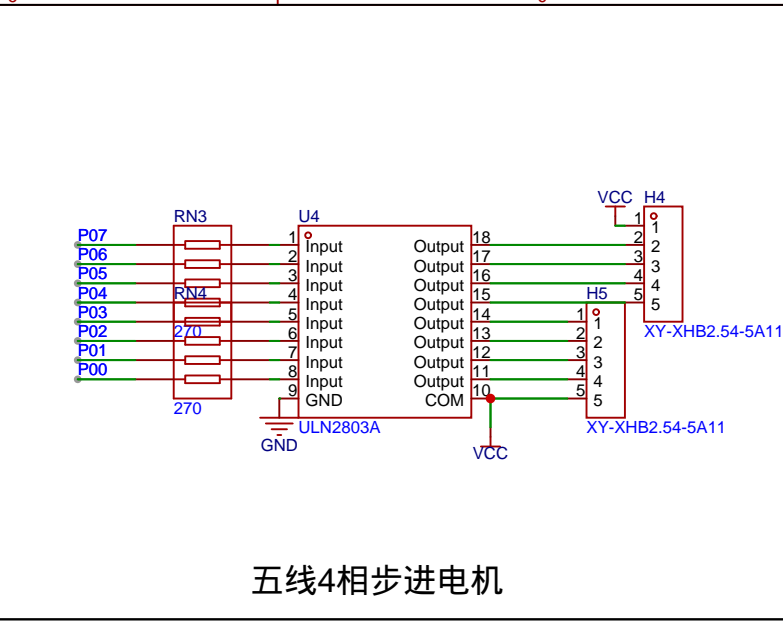 VCC H4
RN3 U4
P07 1 Input Output 18 1 1
P06 2 Input Output 17 2 2
P05 3 Input Output 16 3 3
P04 RN4 4 Input Output 15 H5 4 4
P03 5 Input Output 14 1 1 5 5
P02 270 6 Input Output 13 2 2 XY-XHB2.54-5A11
P01 7 Input Output 12 3 3
P00 8 Input Output 11 4 4
9 GND COM 10 5 5
270
GND ULN2803A VCC XY-XHB2.54-5A11
五线4相步进电机